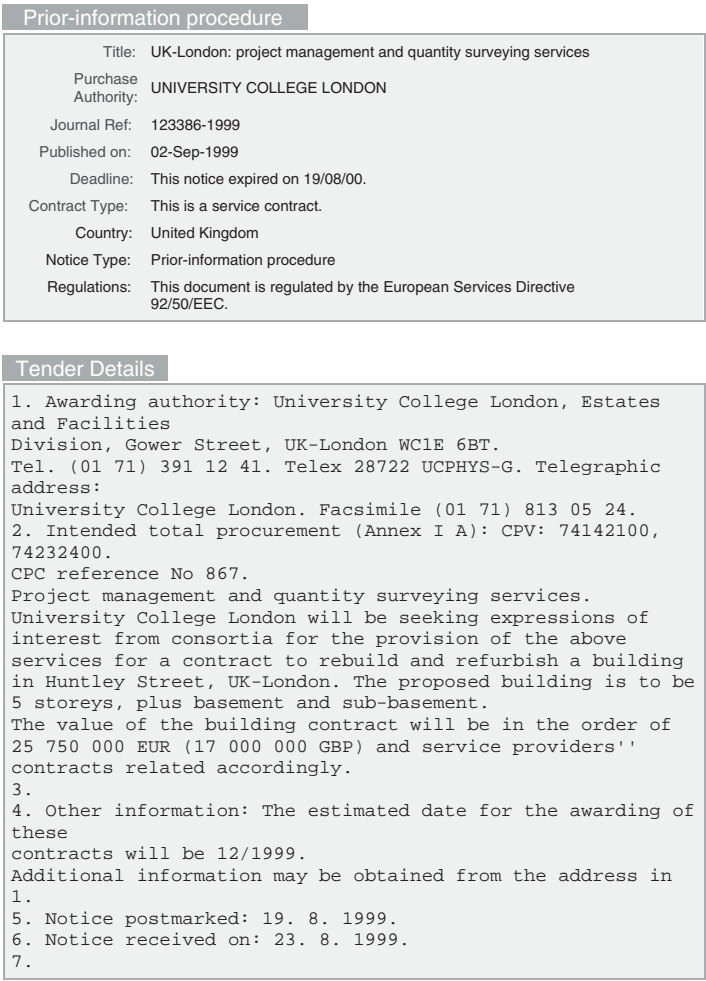 Prior-information procedure
Title: UK-London: project management and quantity surveying services
Purchase
Authority: UNIVERSITY COLLEGE LONDON
Journal Ref: 123386-1999
Published on: 02-Sep-1999
Deadline: This notice expired on 19/08/00.
Contract Type: This is a service contract.
Country: United Kingdom
Notice Type: Prior-information procedure
Regulations: This document is regulated by the European Services Directive
92/50/EEC.
Tender Details
1. Awarding authority: University College London, Estates
and Facilities
Division, Gower Street, UK-London WC1E 6BT.
Tel. (01 71) 391 12 41. Telex 28722 UCPHYS-G. Telegraphic
address:
University College London. Facsimile (01 71) 813 05 24.
2. Intended total procurement (Annex I A): CPV: 74142100,
74232400.
CPC reference No 867.
Project management and quantity surveying services.
University College London will be seeking expressions of
interest from consortia for the provision of the above
services for a contract to rebuild and refurbish a building
in Huntley Street, UK-London. The proposed building is to be
5 storeys, plus basement and sub-basement.
The value of the building contract will be in the order of
25 750 000 EUR (17 000 000 GBP) and service providers''
contracts related accordingly.
3.
4. Other information: The estimated date for the awarding of
these
contracts will be 12/1999.
Additional information may be obtained from the address in
1.
5. Notice postmarked: 19. 8. 1999.
6. Notice received on: 23. 8. 1999.
7.